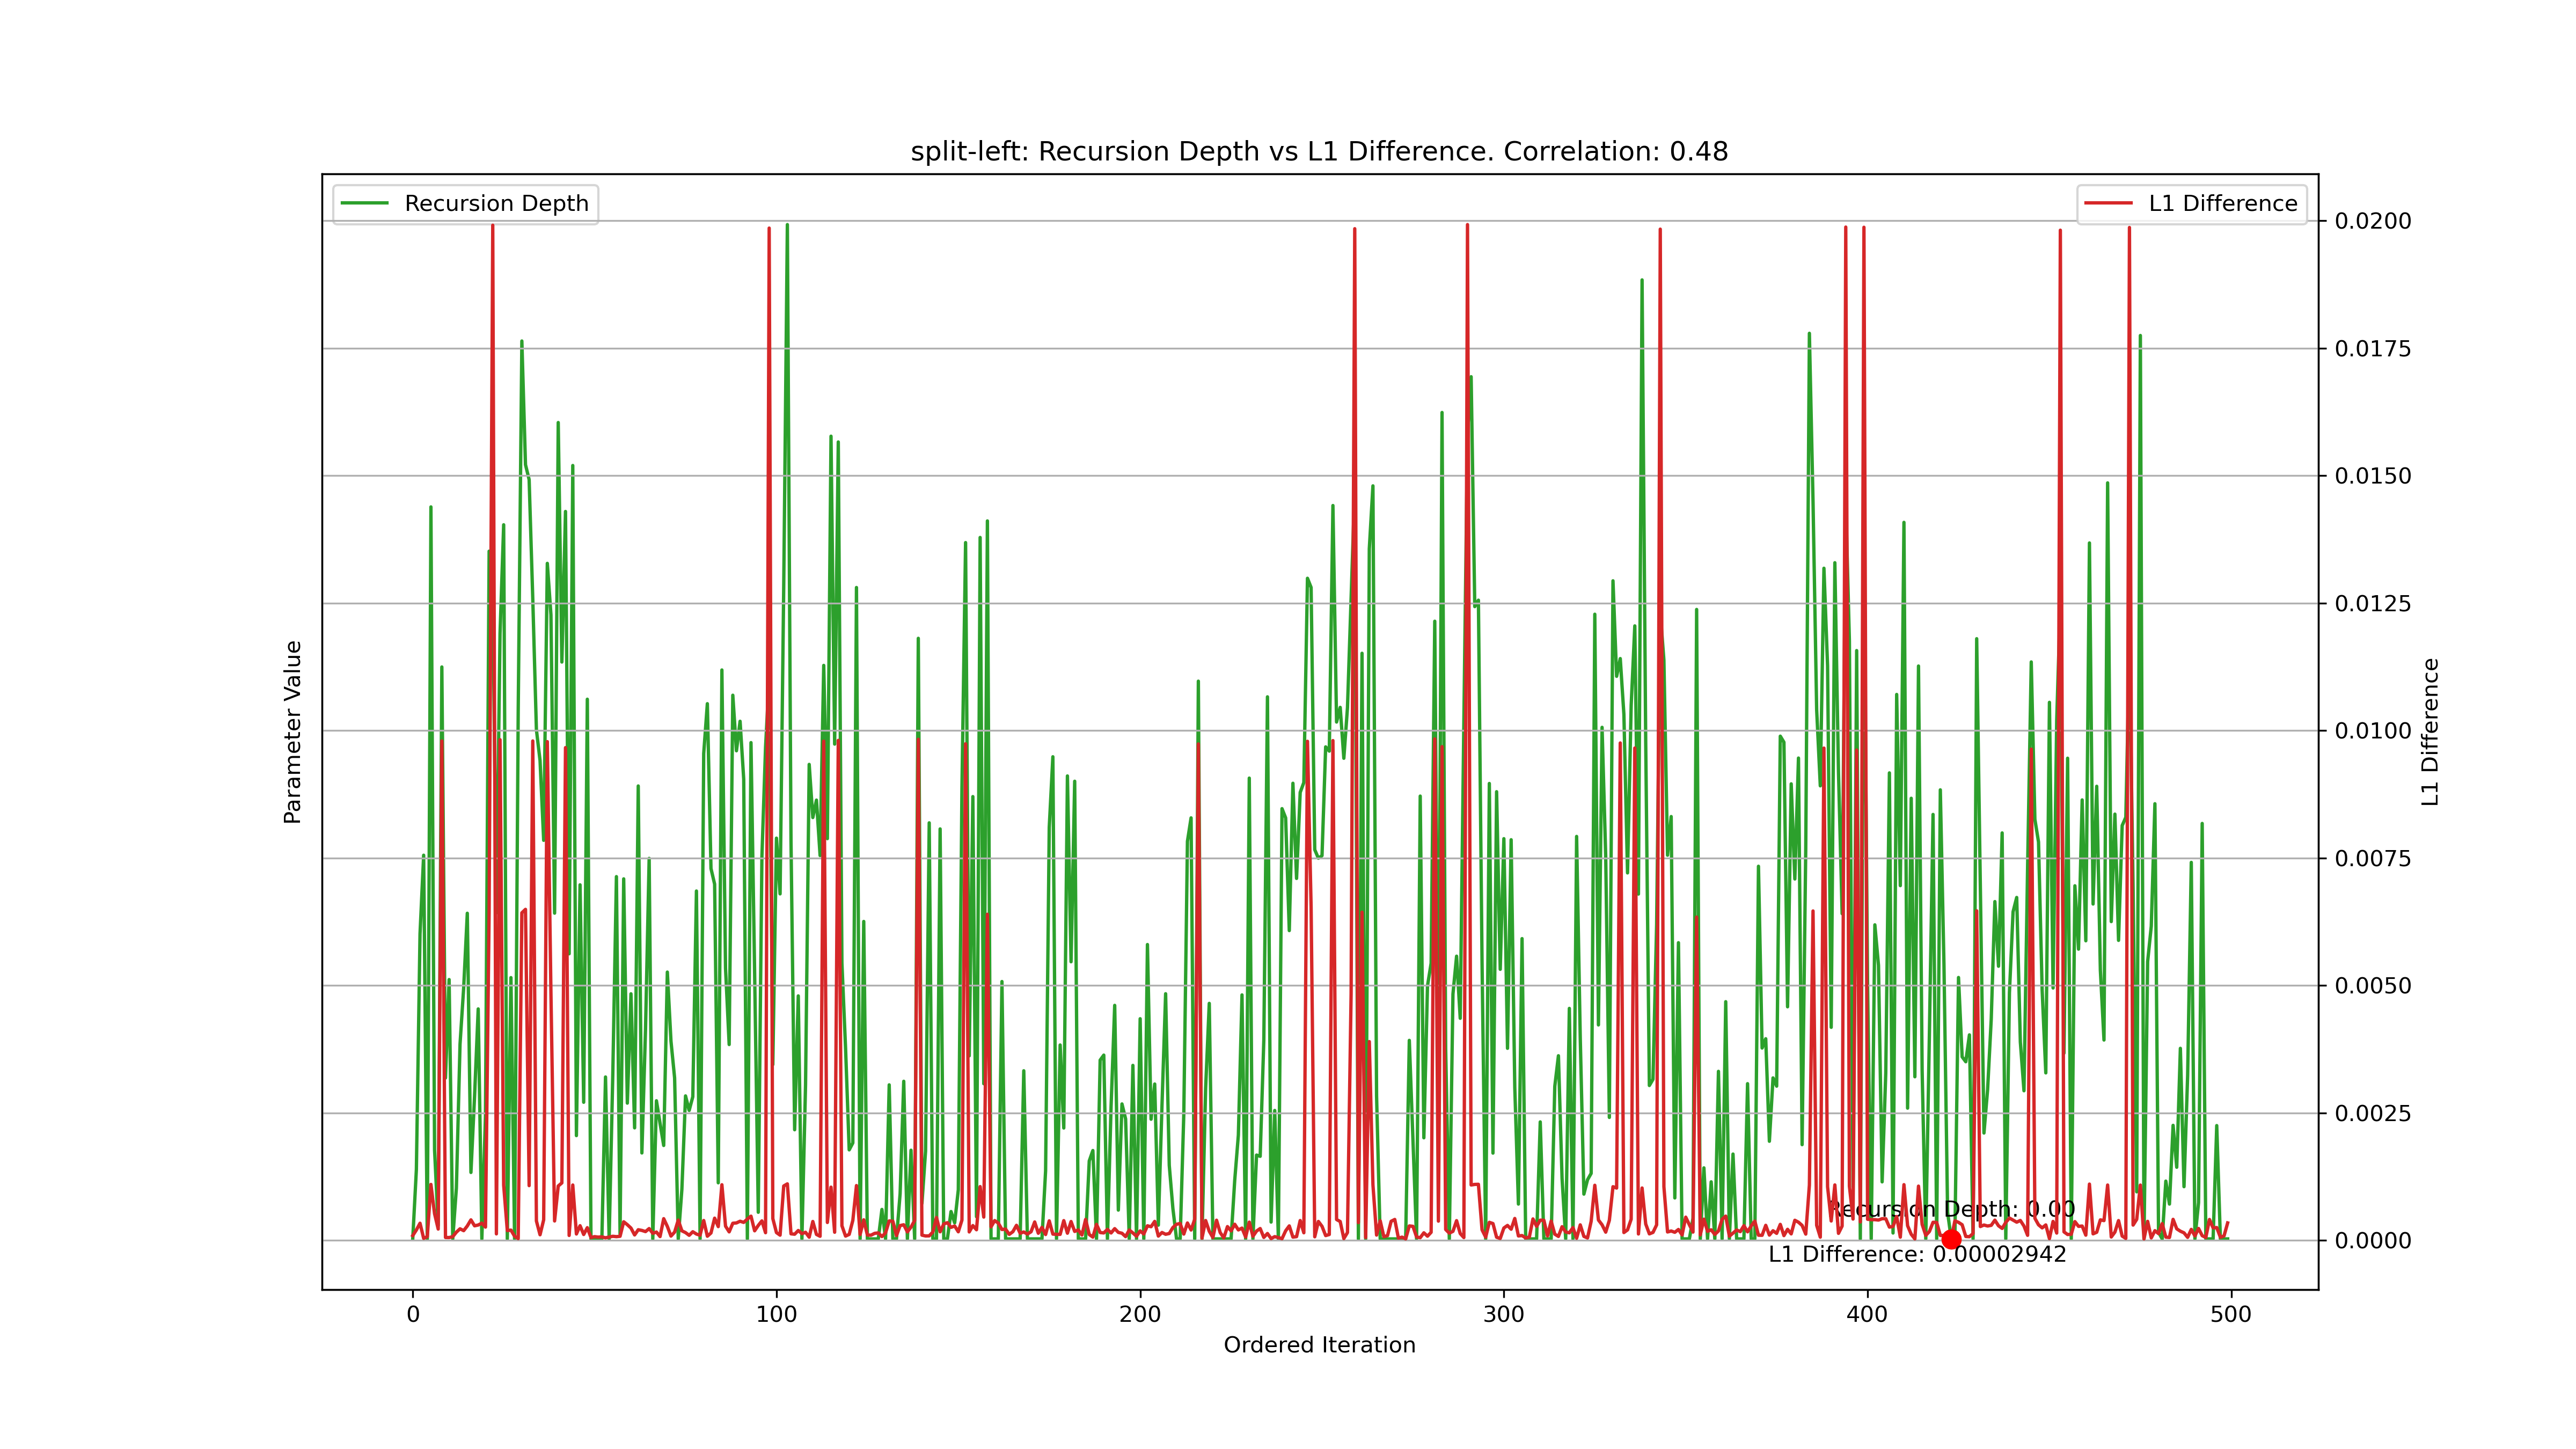 split-left: Recursion Depth vs L1 Difference. Correlation: 0.48
Recursion Depth
L1 Difference
0.0200
0.0175
0.0150
0.0125
0.0100
0.0075
0.0050
0.0025
0.0000
Parameter Value
L1 Difference
Recursion Depth: 0.00
L1 Difference: 0.00002942
0 100 200 300 400 500
Ordered Iteration